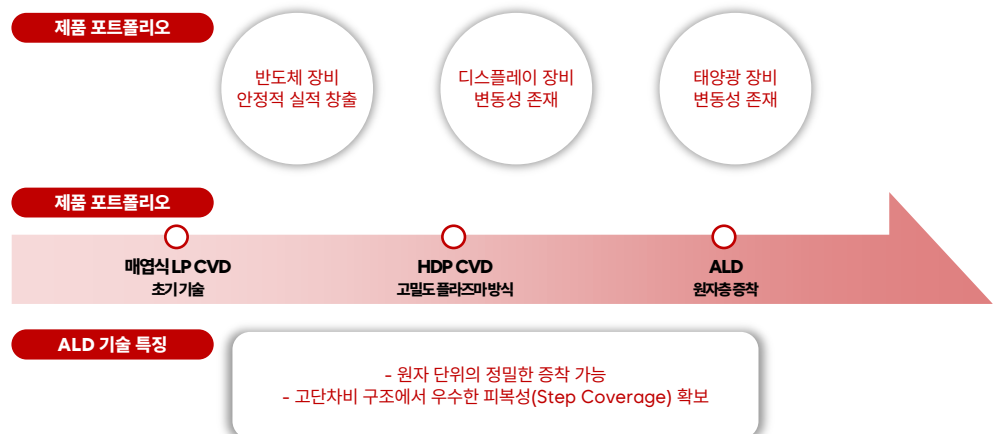 제품 포트폴리오
반도체 장비
안정적 실적 창출
디스플레이 장비
변동성 존재
태양광 장비
변동성 존재
제품 포트폴리오
매엽식 LP CVD
초기 기술
HDP CVD
고밀도 플라즈마 방식
ALD
원자층 증착
ALD 기술 특징
- 원자 단위의 정밀한 증착 가능
- 고단차비 구조에서 우수한 피복성(Step Coverage) 확보